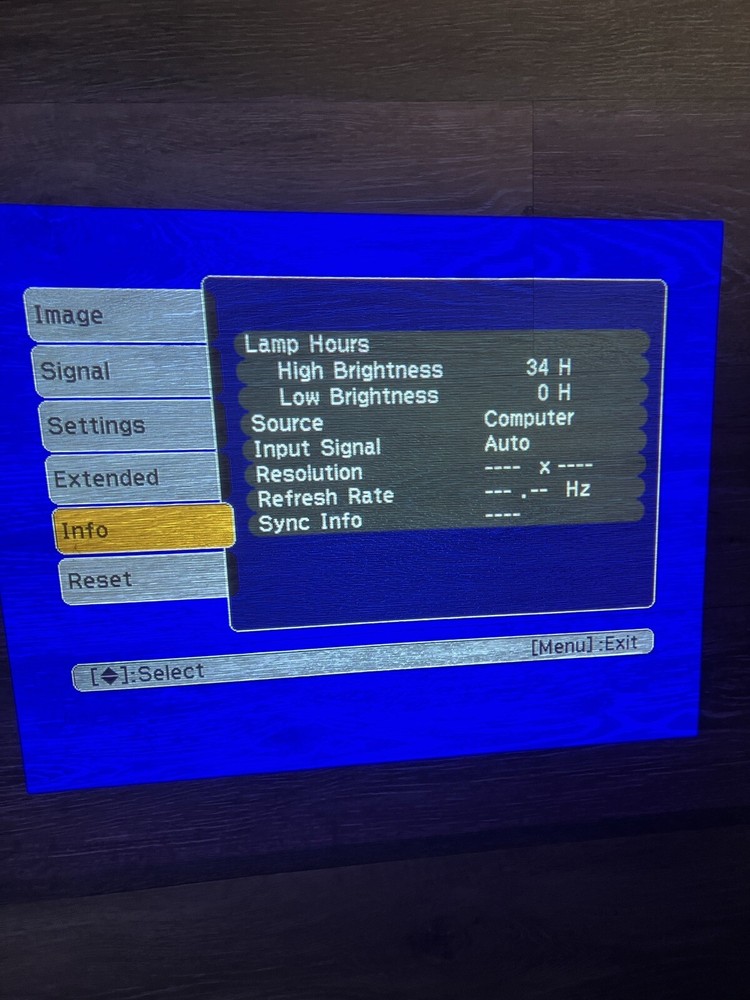 Image
Signal
Settings
Extended
Info
Reset
Lamp Hours
High Brightness 34 H
Low Brightness 0 H
Source Computer
Input Signal Auto
Resolution ---- x ----
Refresh Rate --- .-- Hz
Sync Info ----
[◆]:Select
[Menu] :Exit